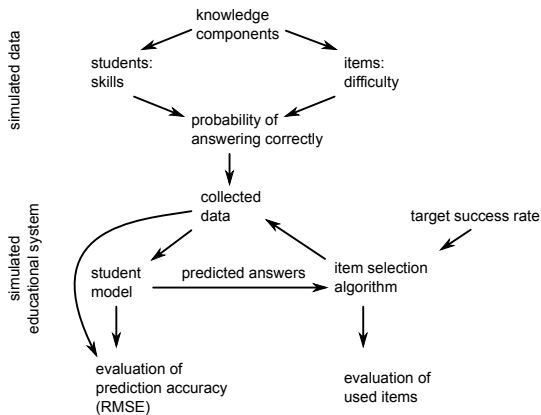 knowledge
components
students:
skills
items:
difficulty
simulated data
probability of
answering correctly
collected
data
target success rate
simulated
educational system
student
model
predicted answers
item selection
algorithm
evaluation of
prediction accuracy
(RMSE)
evaluation of
used items